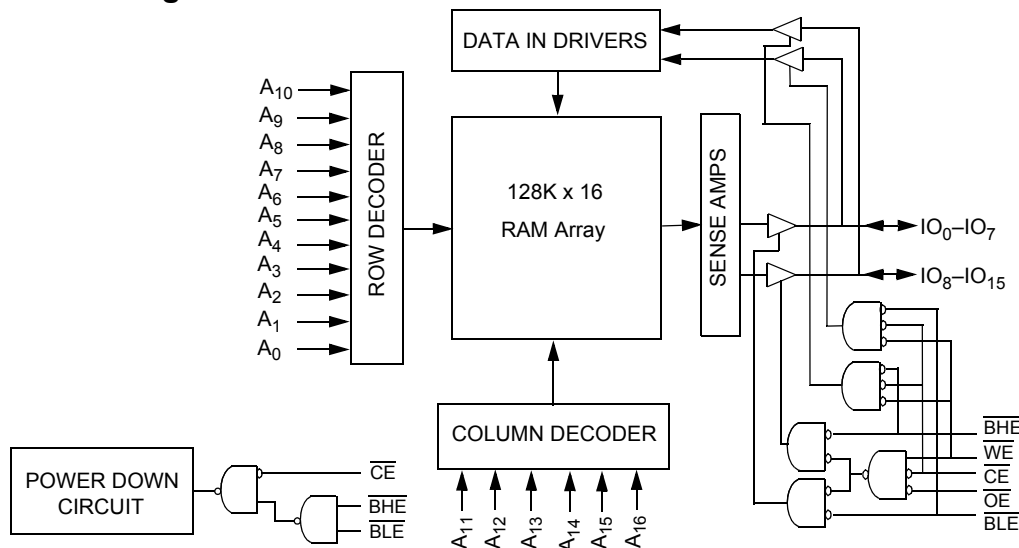 DATA IN DRIVERS
A10
A9
A8
A7
A6
A5
A4
A3
A2
A1
A0
ROW DECODER
128K x 16
RAM Array
SENSE AMPS
IO0–IO7
IO8–IO15
COLUMN DECODER
A11
A12
A13
A14
A15
A16
POWER DOWN
CIRCUIT
CE
BHE
BLE
BHE
WE
CE
OE
BLE